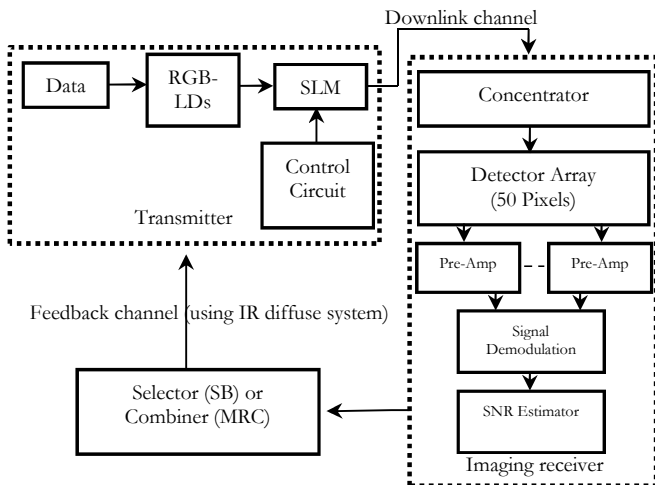 Downlink channel
Data
RGB-
LDs
SLM
Control
Circuit
Transmitter
Concentrator
Detector Array
(50 Pixels)
Pre-Amp
Pre-Amp
Signal
Demodulation
SNR Estimator
Imaging receiver
Feedback channel (using IR diffuse system)
Selector (SB) or
Combiner (MRC)